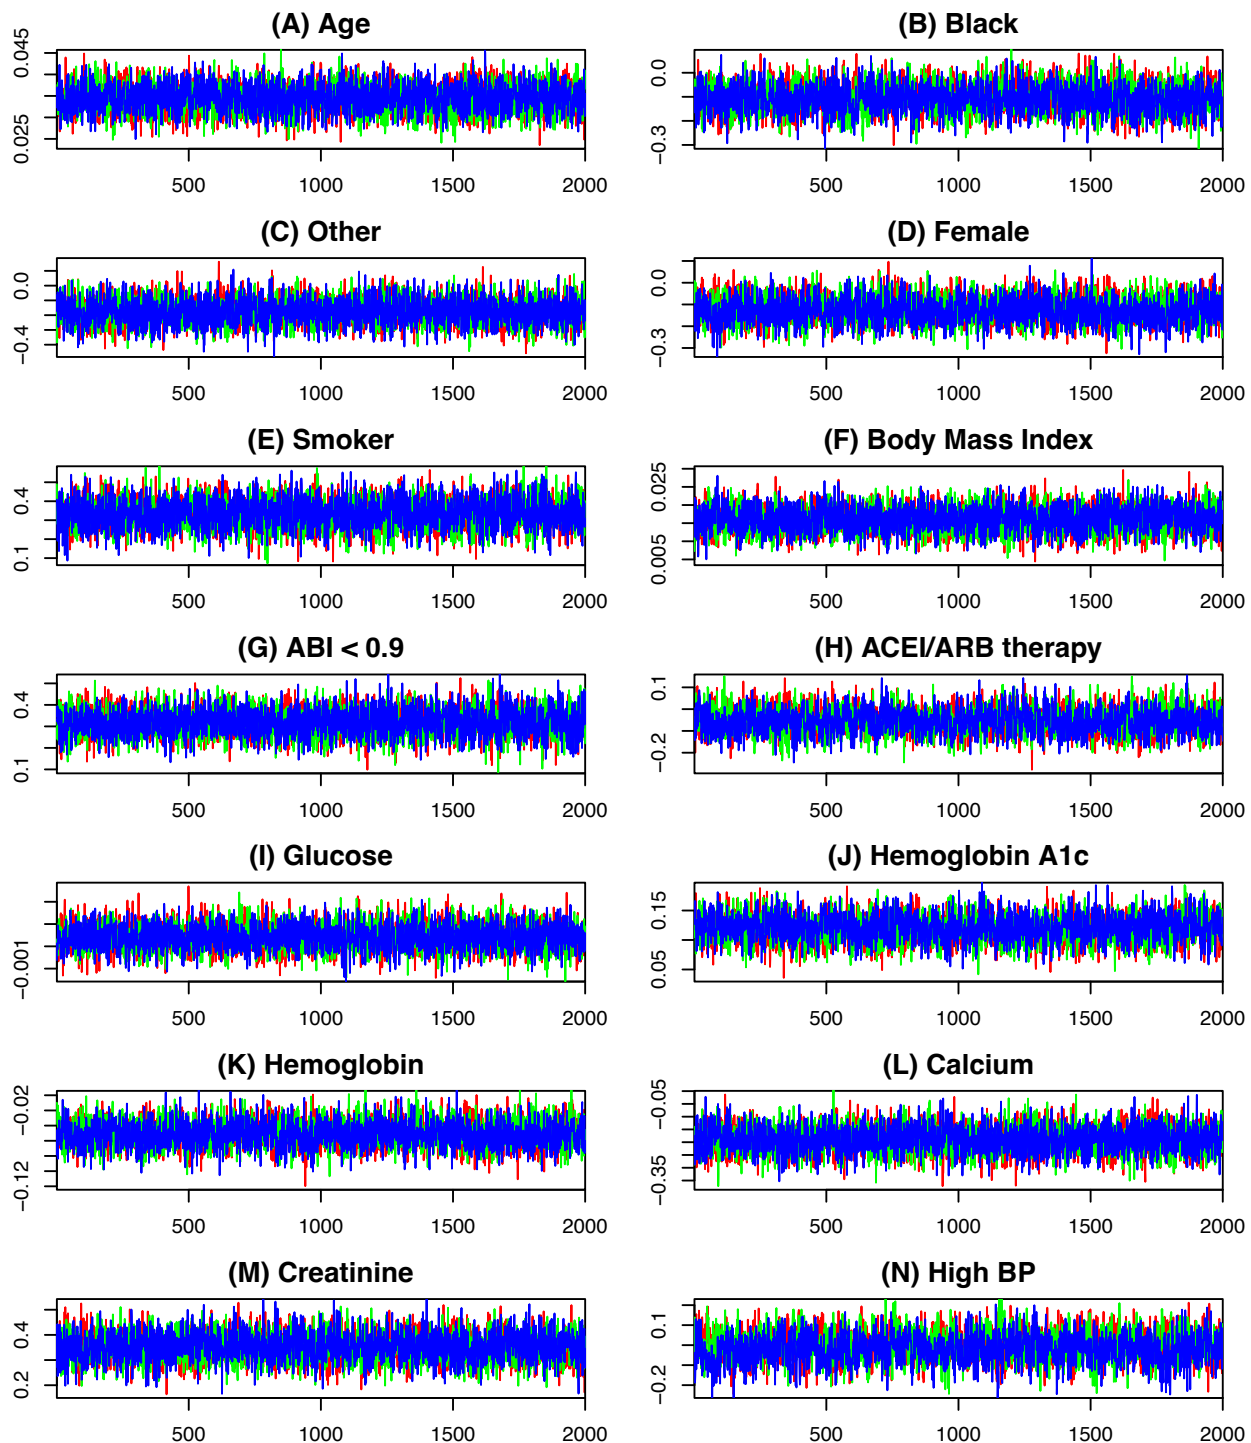 (A) Age
0.045
0.025
500 1000 1500 2000
(B) Black
0.0
−0.3
500 1000 1500 2000
(C) Other
0.0
−0.4
500 1000 1500 2000
(D) Female
0.0
−0.3
500 1000 1500 2000
(E) Smoker
0.4
0.1
500 1000 1500 2000
(F) Body Mass Index
0.025
0.005
500 1000 1500 2000
(G) ABI < 0.9
0.4
0.1
500 1000 1500 2000
(H) ACEI/ARB therapy
0.1
−0.2
500 1000 1500 2000
(I) Glucose
−0.001
500 1000 1500 2000
(J) Hemoglobin A1c
0.15
0.05
500 1000 1500 2000
(K) Hemoglobin
−0.02
−0.12
500 1000 1500 2000
(L) Calcium
−0.05
−0.35
500 1000 1500 2000
(M) Creatinine
0.4
0.2
500 1000 1500 2000
(N) High BP
0.1
−0.2
500 1000 1500 2000